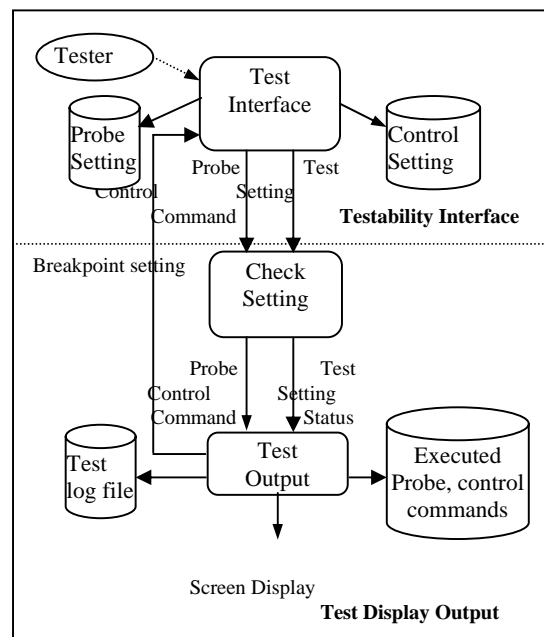 Tester
Test
Interface
Probe
Setting
Control
Setting
Probe Test
Control Setting
Command
Testability Interface
Breakpoint setting
Check
Setting
Probe Test
Control Setting
Command Status
Test
log file
Test
Output
Executed
Probe, control
commands
Screen Display
Test Display Output